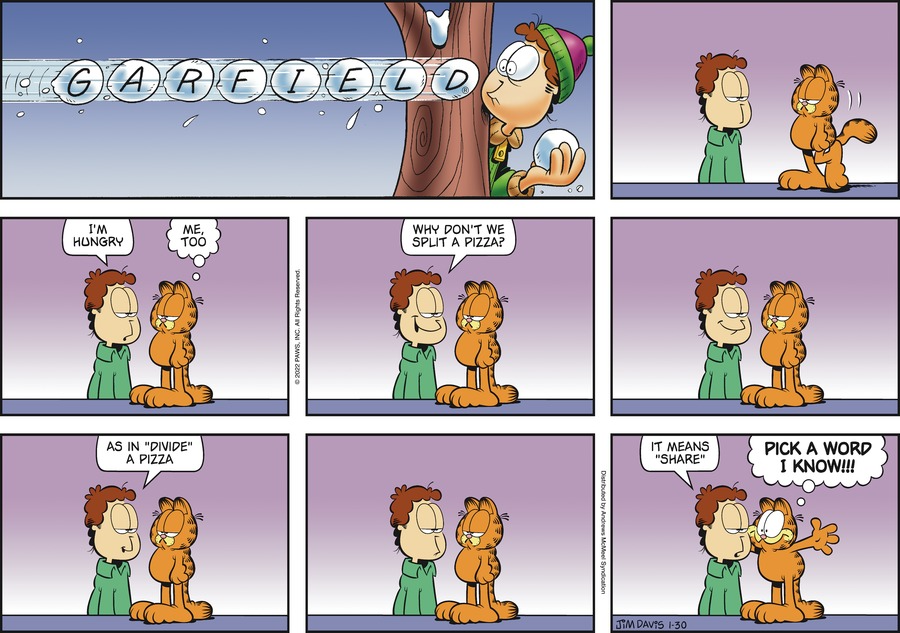 GARFIELD
®
I'M
HUNGRY
ME,
TOO
© 2022 PAWS, INC. All Rights Reserved.
WHY DON'T WE
SPLIT A PIZZA?
AS IN "DIVIDE"
A PIZZA
Distributed by Andrews McMeel Syndication
IT MEANS
"SHARE"
PICK A WORD
I KNOW!!!
JIM DAVIS 1-30